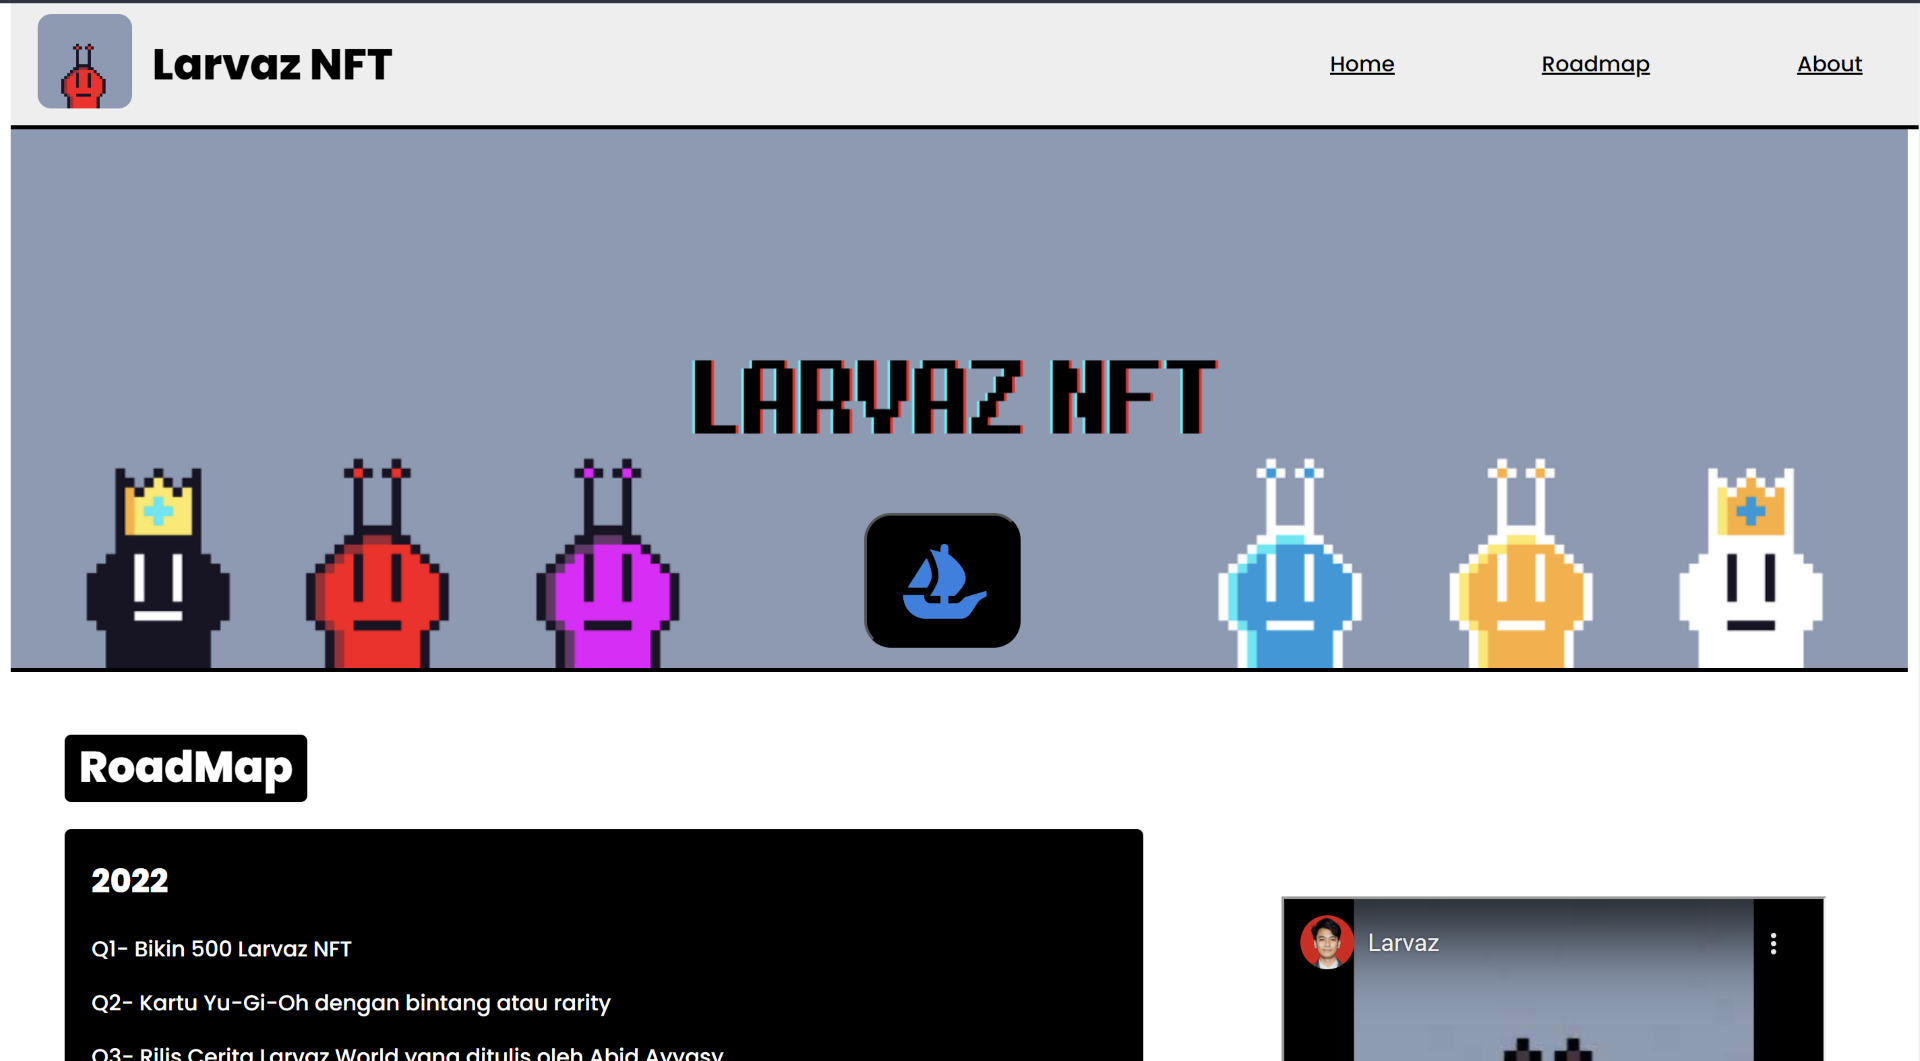 Larvaz NFT
Home
Roadmap
About
LARVAZ NFT
RoadMap
2022
Q1- Bikin 500 Larvaz NFT
Q2- Kartu Yu-Gi-Oh dengan bintang atau rarity
Q3- Rilis Cerita Larvaz World yang ditulis oleh Abid Ayyasy
Larvaz